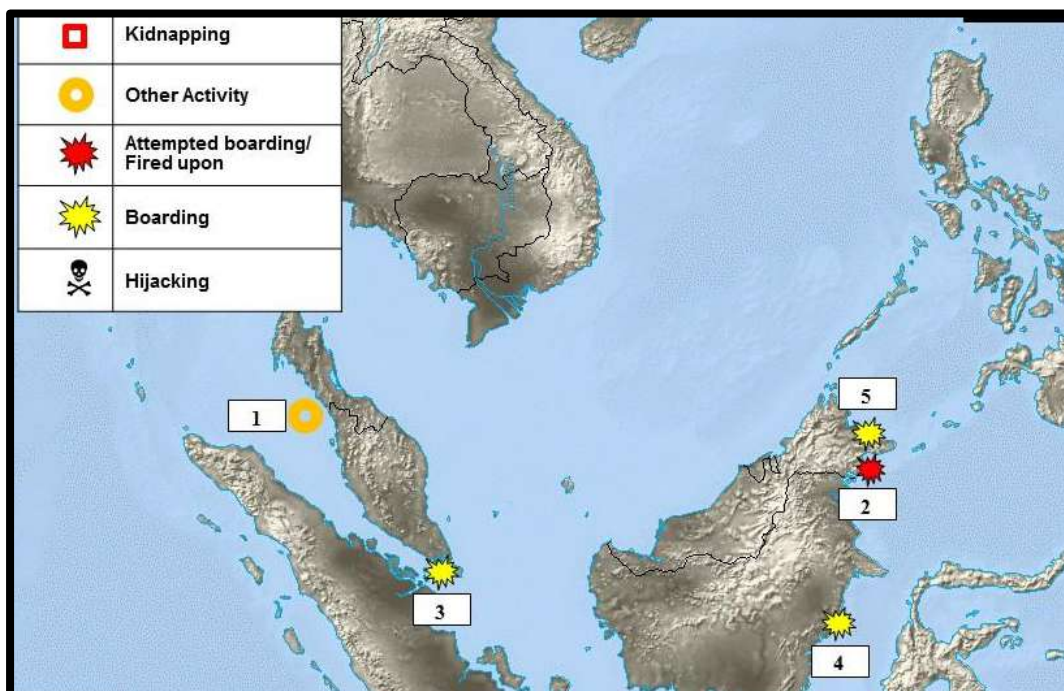 Kidnapping
Other Activity
Attempted boarding/
Fired upon
Boarding
Hijacking
5
1
2
3
4